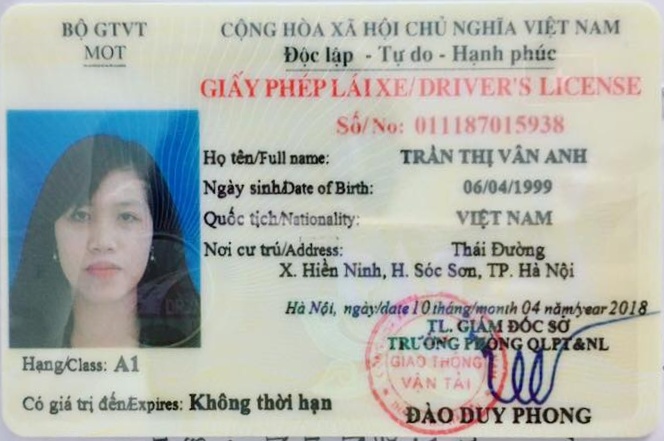 BỘ GTVT
MOT
CỘNG HÒA XÃ HỘI CHỦ NGHĨA VIỆT NAM
Độc lập - Tự do - Hạnh phúc
GIẤY PHÉP LÁI XE/DRIVER'S LICENSE
Số/No: 011187015938
Họ tên/Full name: TRẦN THỊ VÂN ANH
Ngày sinh/Date of Birth: 06/04/1999
Quốc tịch/Nationality: VIỆT NAM
Nơi cư trú/Address: Thái Đường
X. Hiền Ninh, H. Sóc Sơn, TP. Hà Nội
Hà Nội, ngày/date 10 tháng/month 04 năm/year 2018
TL. GIÁM ĐỐC SỞ
TRƯỞNG PHÒNG QLPT&NL
GIAO THÔNG
VẬN TẢI
Hạng/Class: A1
Có giá trị đến/Expires: Không thời hạn
ĐÀO DUY PHONG